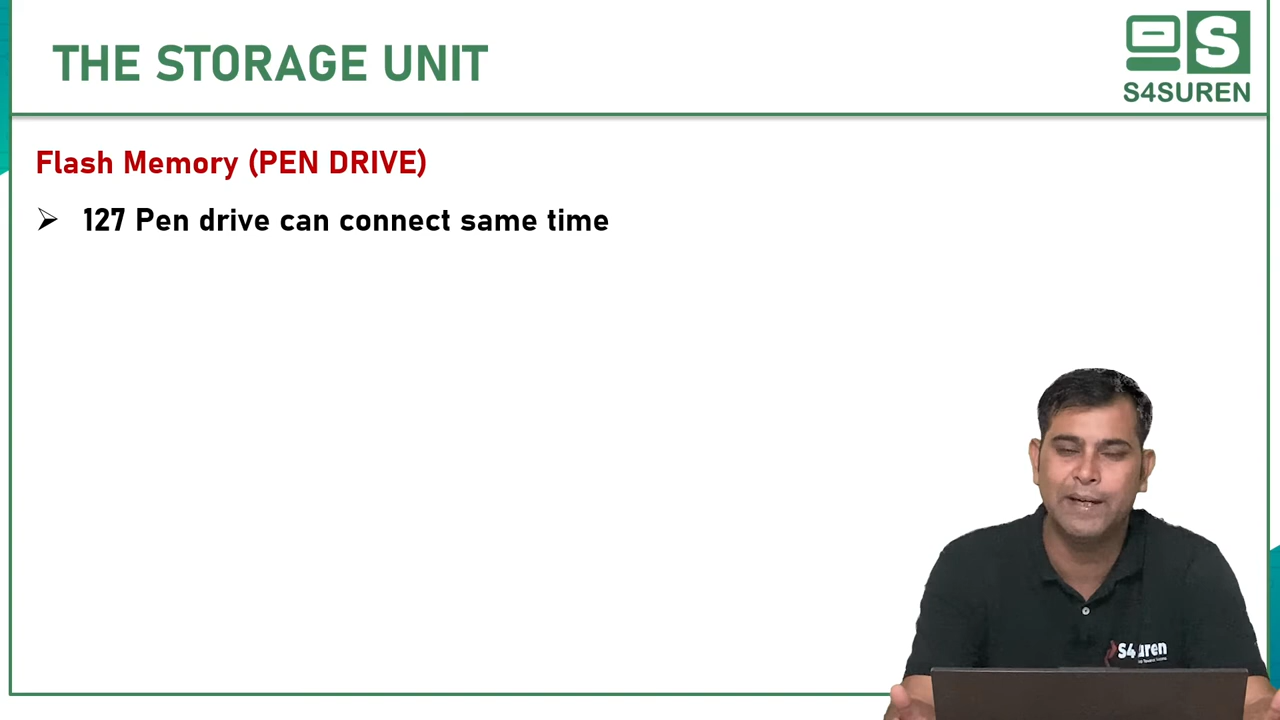 THE STORAGE UNIT
S
S4SUREN
Flash Memory (PEN DRIVE)
➢ 127 Pen drive can connect same time
S4uren